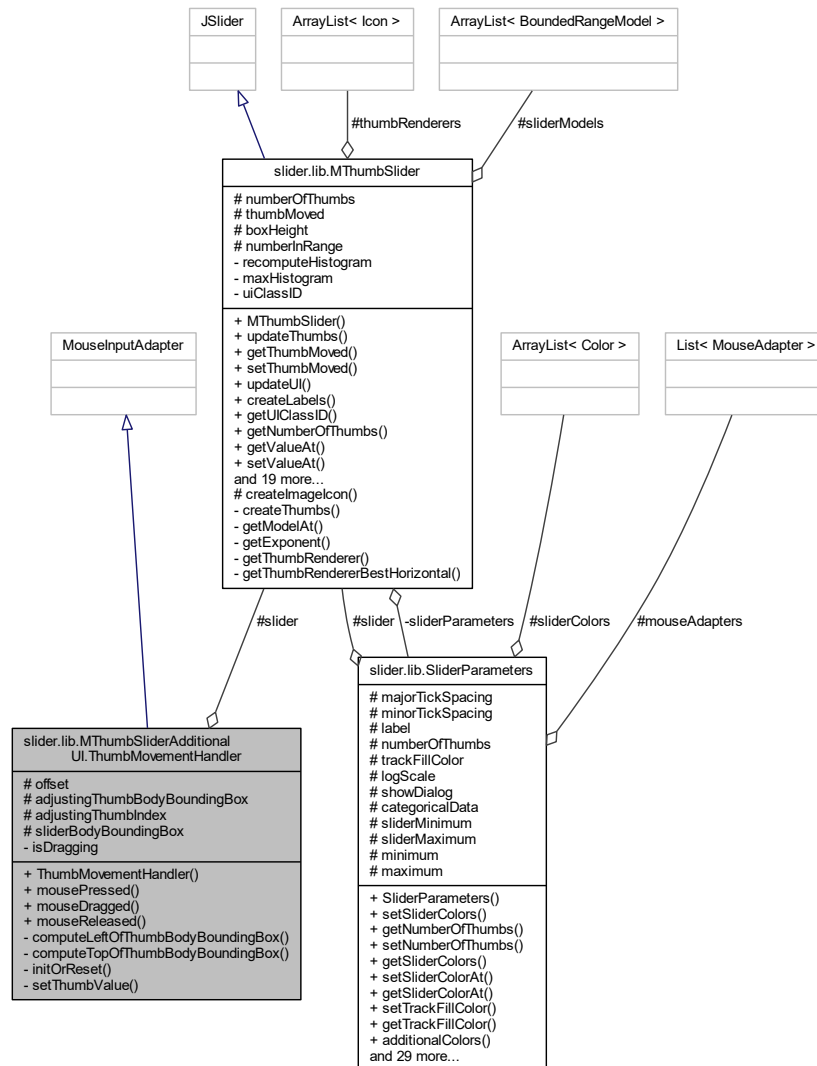 JSlider
ArrayList< Icon >
ArrayList< BoundedRangeModel >
#thumbRenderers
#sliderModels
slider.lib.MThumbSlider
# numberOfThumbs
# thumbMoved
# boxHeight
# numberInRange
- recomputeHistogram
- maxHistogram
- uiClassID
+ MThumbSlider()
+ updateThumbs()
+ getThumbMoved()
+ setThumbMoved()
+ updateUI()
+ createLabels()
+ getUIClassID()
+ getNumberOfThumbs()
+ getValueAt()
+ setValueAt()
and 19 more...
# createImageIcon()
- createThumbs()
- getModelAt()
- getExponent()
- getThumbRenderer()
- getThumbRendererBestHorizontal()
MouseInputAdapter
ArrayList< Color >
List< MouseAdapter >
#slider
#slider
-sliderParameters
#sliderColors
#mouseAdapters
slider.lib.MThumbSliderAdditional
UI.ThumbMovementHandler
# offset
# adjustingThumbBodyBoundingBox
# adjustingThumbIndex
# sliderBodyBoundingBox
- isDragging
+ ThumbMovementHandler()
+ mousePressed()
+ mouseDragged()
+ mouseReleased()
- computeLeftOfThumbBodyBoundingBox()
- computeTopOfThumbBodyBoundingBox()
- initOrReset()
- setThumbValue()
slider.lib.SliderParameters
# majorTickSpacing
# minorTickSpacing
# label
# numberOfThumbs
# trackFillColor
# logScale
# showDialog
# categoricalData
# sliderMinimum
# sliderMaximum
# minimum
# maximum
+ SliderParameters()
+ setSliderColors()
+ getNumberOfThumbs()
+ setNumberOfThumbs()
+ getSliderColors()
+ setSliderColorAt()
+ getSliderColorAt()
+ setTrackFillColor()
+ getTrackFillColor()
+ additionalColors()
and 29 more...